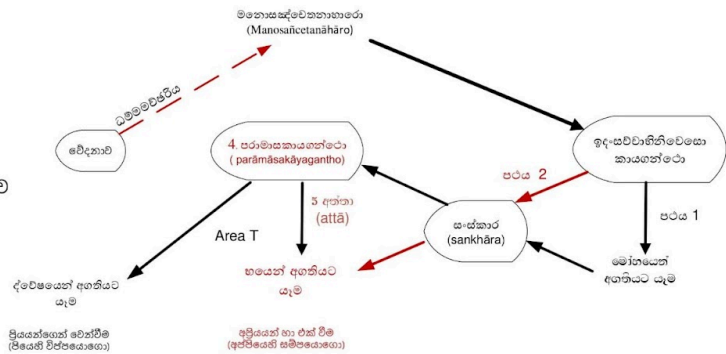 මනොසඤ්චෙතනාහාරො
(Manosañcetanāhāro)
ධම්මමච්ඡරිය
වේදනාව
4. පරාමාසකායගන්ථො
( parāmāsakāyagantho)
ඉදංසච්චාභිනිවෙසො
කායගන්ථො
පථය 2
5 අත්තා
(attā)
සංස්කාර
(sankhāra)
පථය 1
Area T
ද්වේෂයෙන් අගතියට
යෑම
භයෙන් අගතියට
යෑම
මෝහයෙන්
අගතියට යෑම
ප්‍රියයන්ගෙන් වෙන්වීම
(පියෙහි විප්පයොගො)
අප්‍රියයන් හා එක් වීම
(අප්පියෙහි සම්පයොගො)